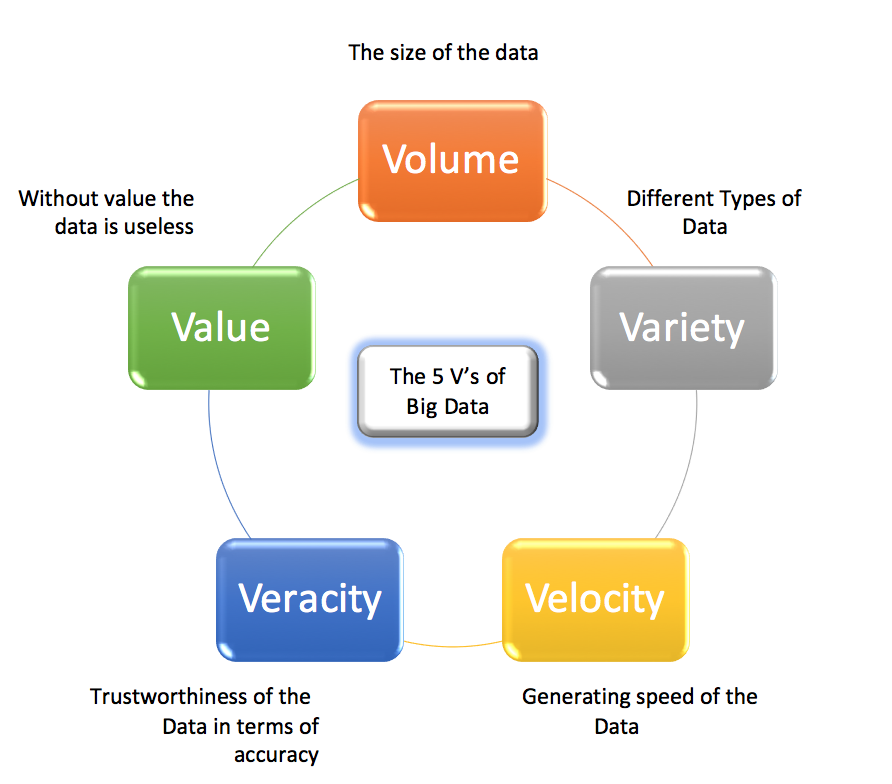 The size of the data
Volume
Without value the
data is useless
Different Types of
Data
Value
Variety
The 5 V’s of
Big Data
Veracity
Velocity
Trustworthiness of the
Data in terms of
accuracy
Generating speed of the
Data